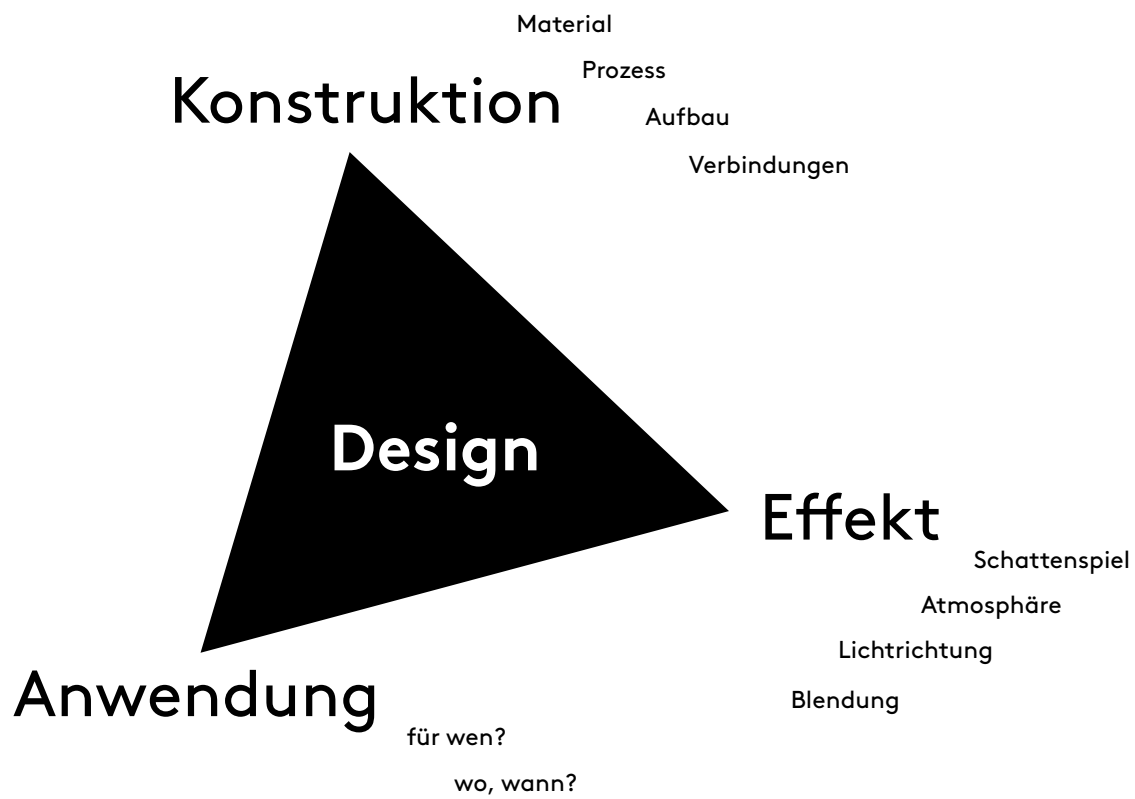 Material
Prozess
Konstruktion
Aufbau
Verbindungen
Design
Effekt
Schattenspiel
Atmosphäre
Lichtrichtung
Blendung
Anwendung
für wen?
wo, wann?